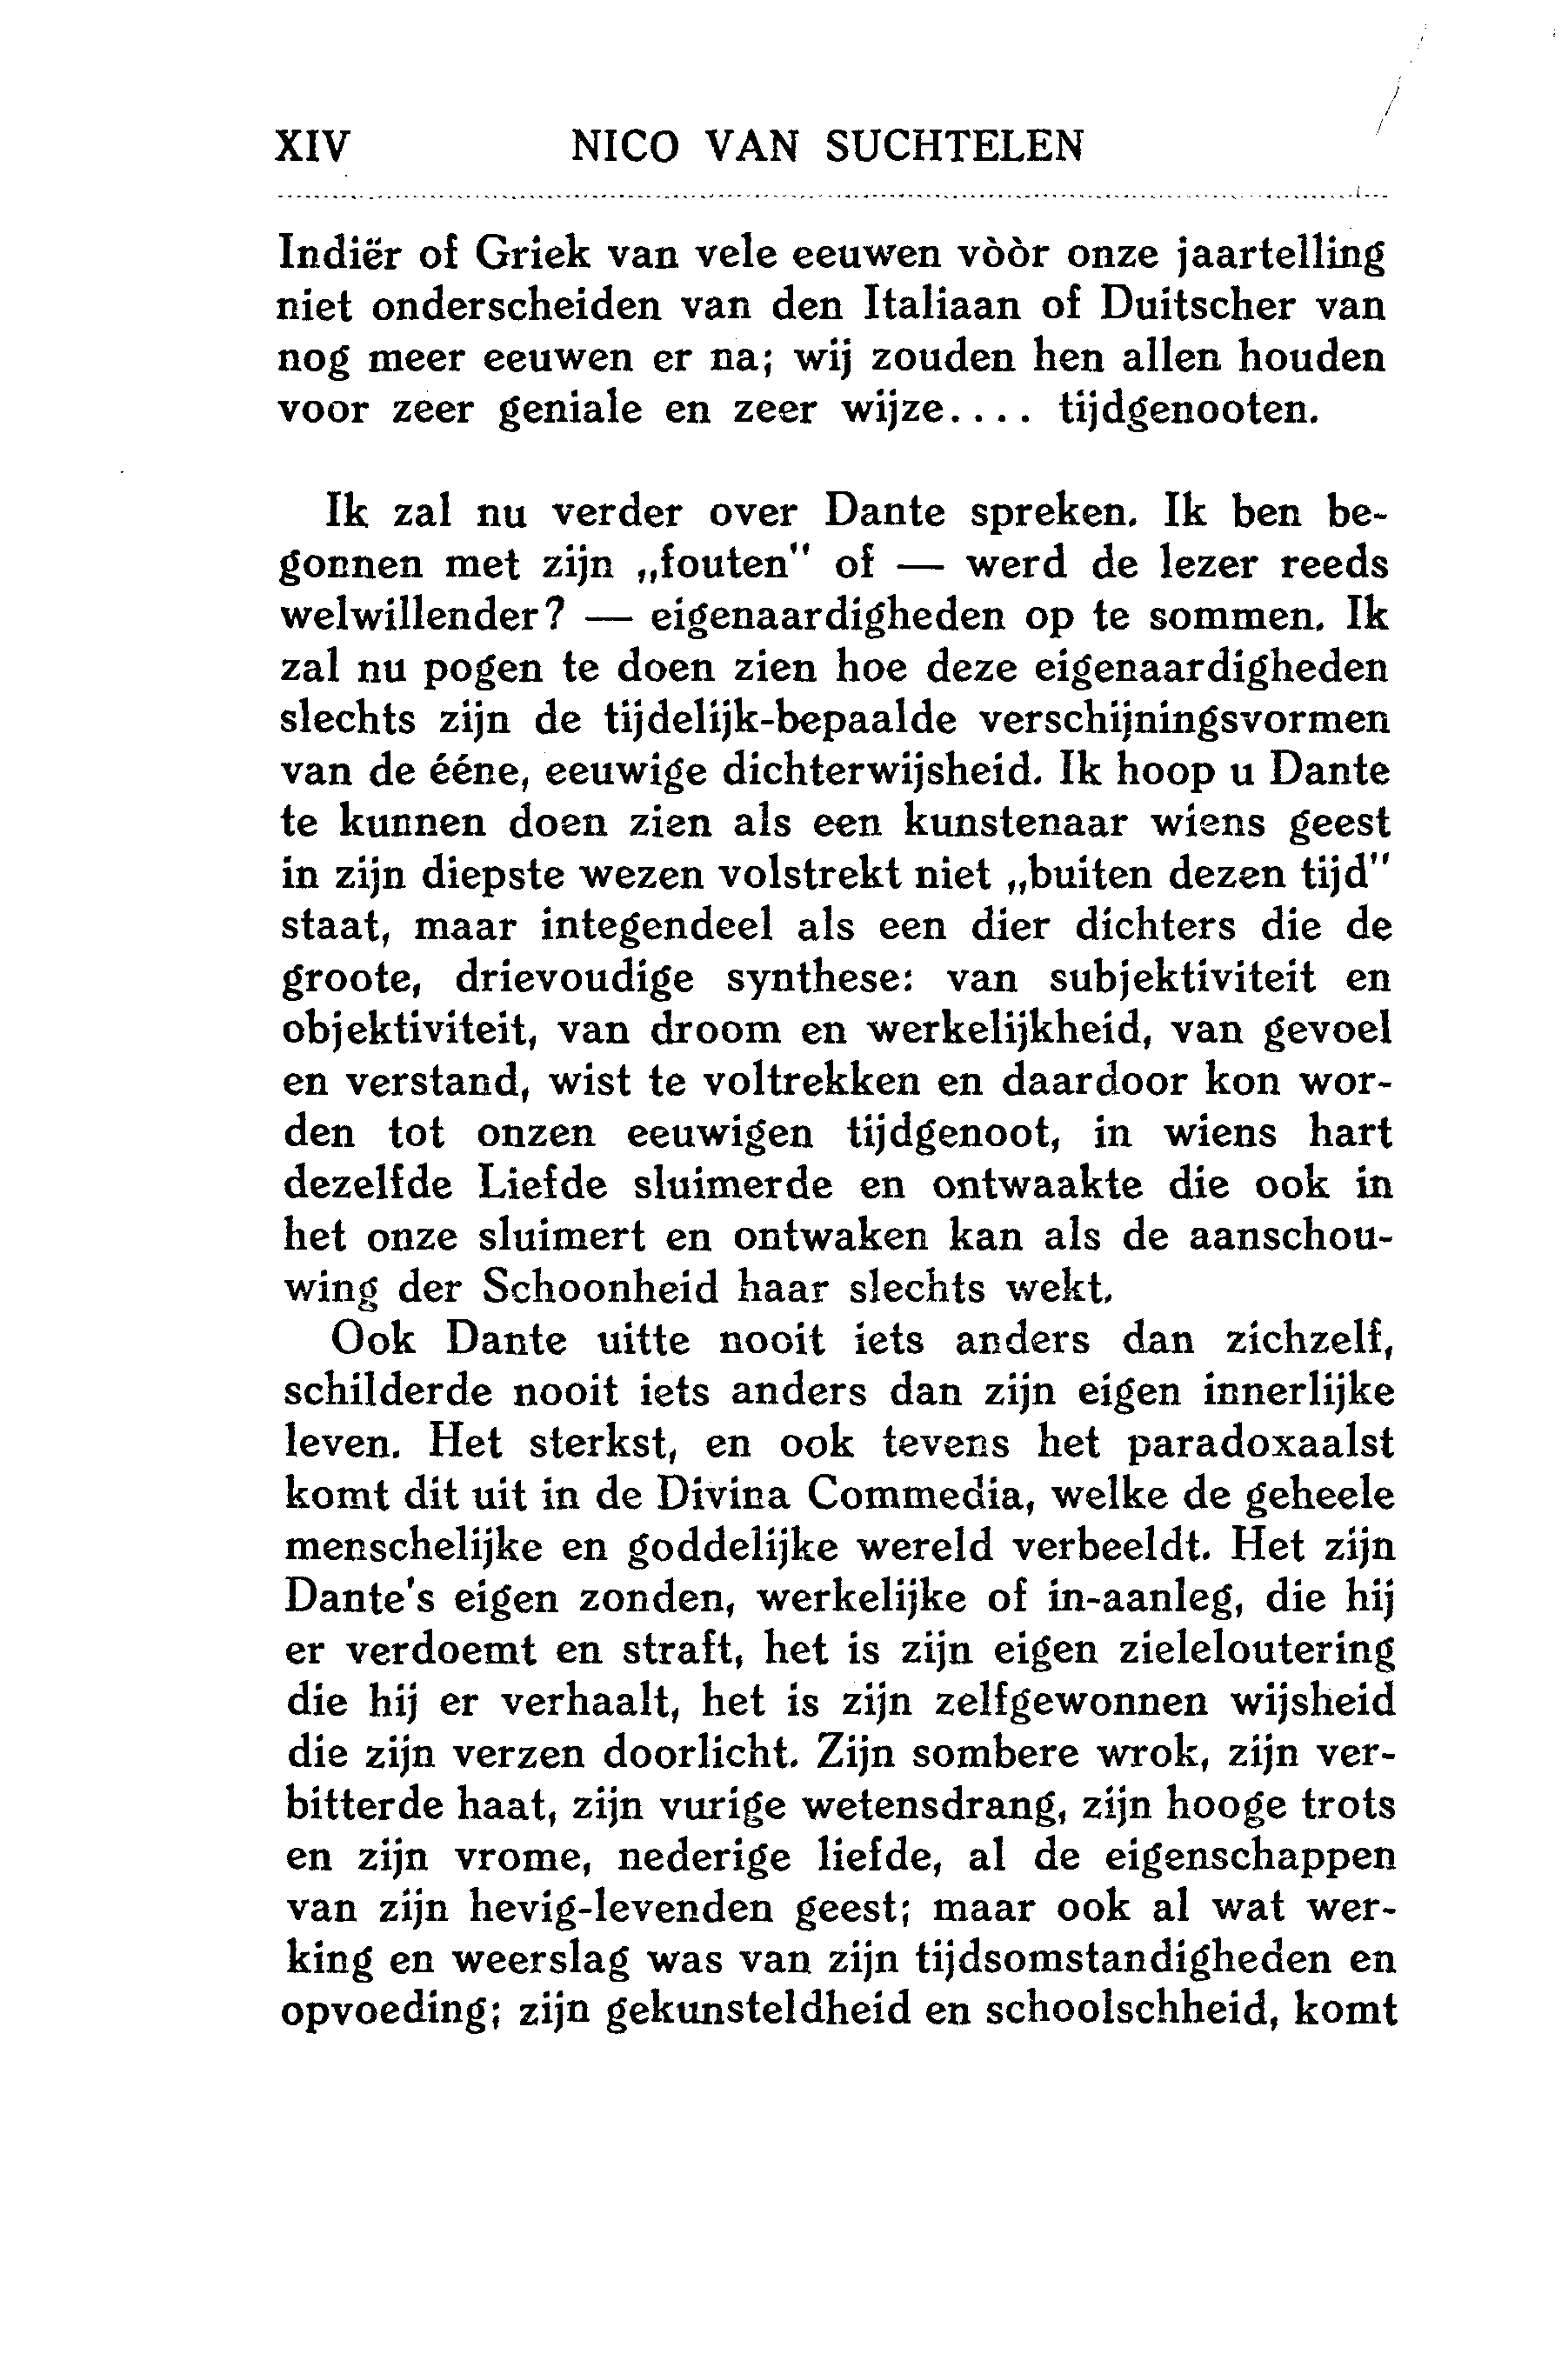 XIV NICO VAN SUCHTELEN
Indiër of Griek van vele eeuwen vòòr onze jaartelling
niet onderscheiden van den Italiaan of Duitscher van
nog meer eeuwen er na; wij zouden hen allen houden
voor zeer geniale en zeer wijze.... tijdgenooten.
Ik zal nu verder over Dante spreken. Ik ben be-
gonnen met zijn „fouten" of — werd de lezer reeds
welwillender? — eigenaardigheden op te sommen. Ik
zal nu pogen te doen zien hoe deze eigenaardigheden
slechts zijn de tijdelijk-bepaalde verschijningsvormen
van de ééne, eeuwige dichterwijsheid. Ik hoop u Dante
te kunnen doen zien als een kunstenaar wiens geest
in zijn diepste wezen volstrekt niet „buiten dezen tijd"
staat, maar integendeel als een dier dichters die de
groote, drievoudige synthese: van subjektiviteit en
objektiviteit, van droom en werkelijkheid, van gevoel
en verstand, wist te voltrekken en daardoor kon wor-
den tot onzen eeuwigen tijdgenoot, in wiens hart
dezelfde Liefde sluimerde en ontwaakte die ook in
het onze sluimert en ontwaken kan als de aanschou-
wing der Schoonheid haar slechts wekt.
Ook Dante uitte nooit iets anders dan zichzelf,
schilderde nooit iets anders dan zijn eigen innerlijke
leven. Het sterkst, en ook tevens het paradoxaalst
komt dit uit in de Divina Commedia, welke de geheele
menschelijke en goddelijke wereld verbeeldt. Het zijn
Dante's eigen zonden, werkelijke of in-aanleg, die hij
er verdoemt en straft, het is zijn eigen zieleloutering
die hij er verhaalt, het is zijn zelfgewonnen wijsheid
die zijn verzen doorlicht. Zijn sombere wrok, zijn ver-
bitterde haat, zijn vurige wetensdrang, zijn hooge trots
en zijn vrome, nederige liefde, al de eigenschappen
van zijn hevig-levenden geest; maar ook al wat wer-
king en weerslag was van zijn tijdsomstandigheden en
opvoeding; zijn gekunsteldheid en schoolschheid, komt